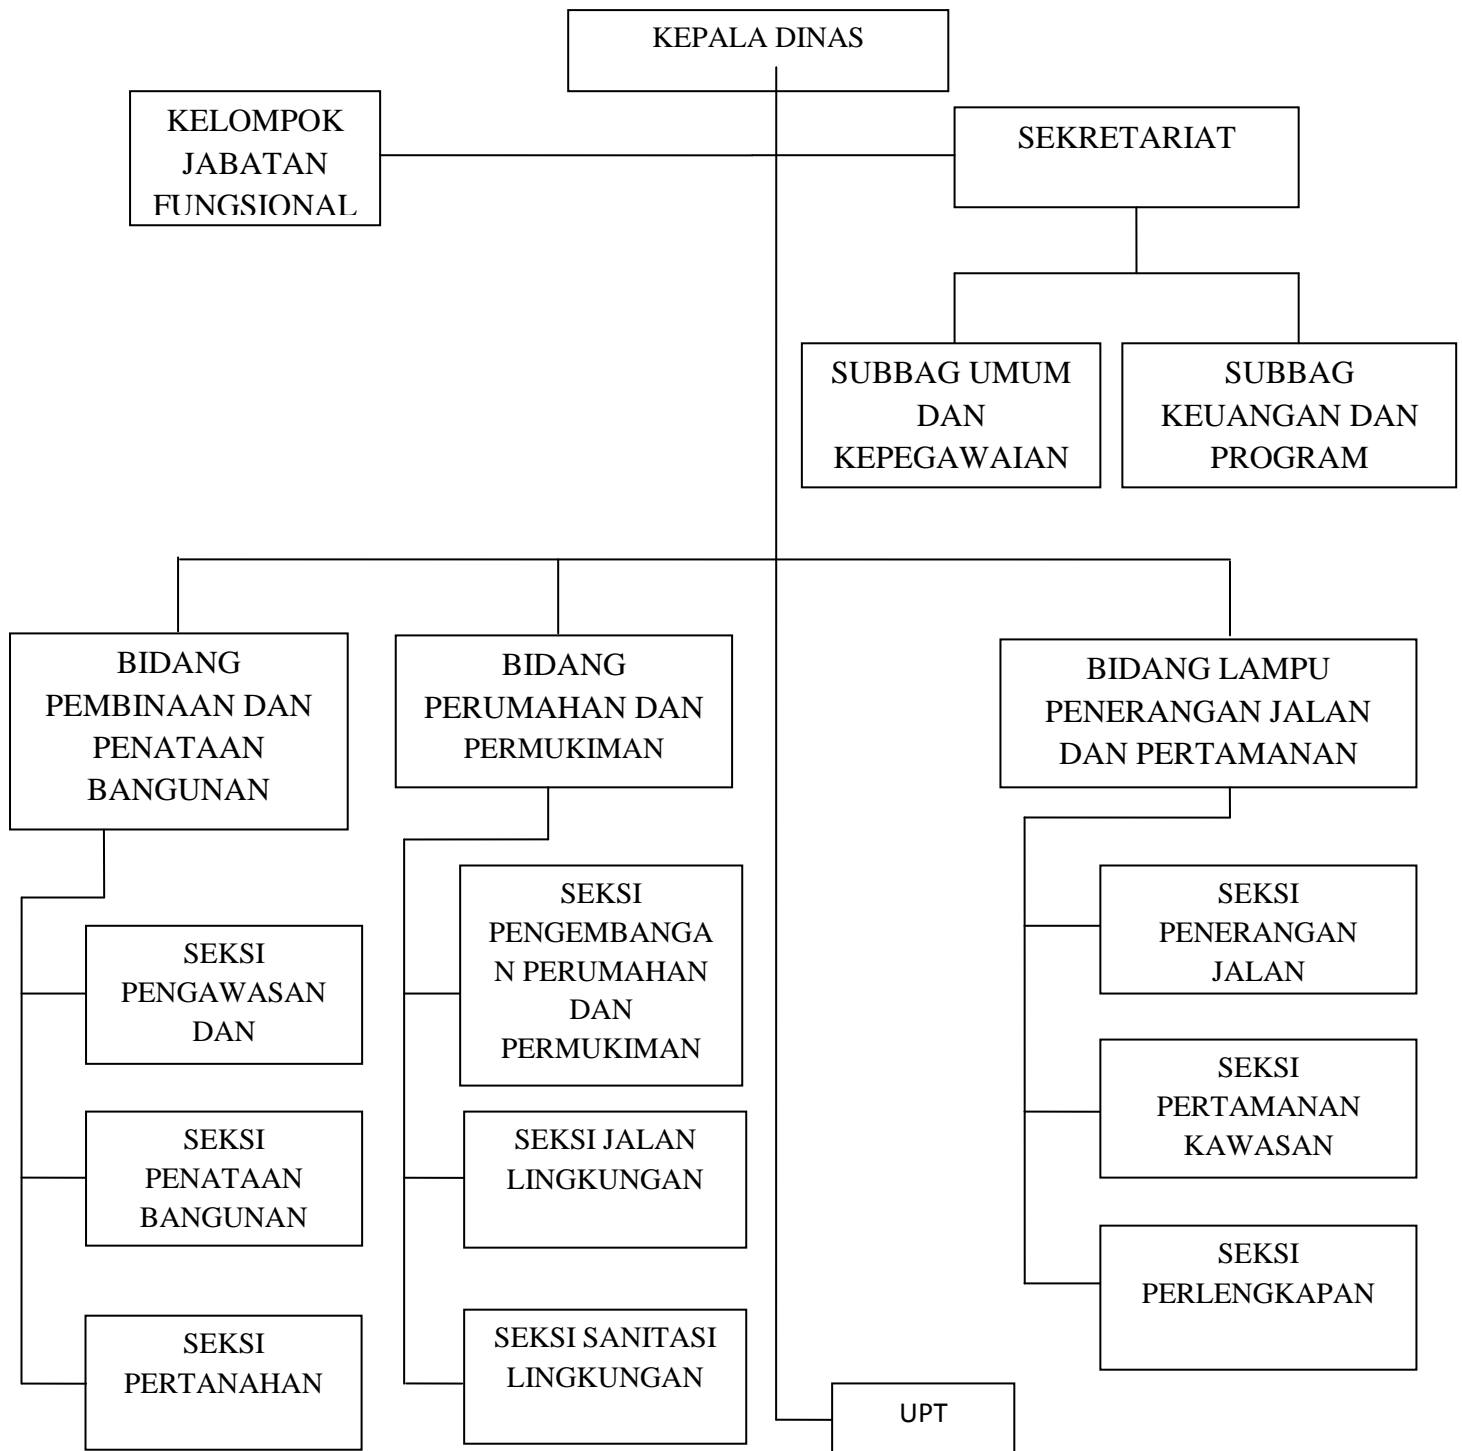 KEPALA DINAS
KELOMPOK
JABATAN
FUNGSIONAL
SEKRETARIAT
SUBBAG UMUM
DAN
KEPEGAWAIAN
SUBBAG
KEUANGAN DAN
PROGRAM
BIDANG
PEMBINAAN DAN
PENATAAN
BANGUNAN
BIDANG
PERUMAHAN DAN
PERMUKIMAN
BIDANG LAMPU
PENERANGAN JALAN
DAN PERTAMANAN
SEKSI
PENGAWASAN
DAN
SEKSI
PENATAAN
BANGUNAN
SEKSI
PERTANAHAN
SEKSI
PENGEMBANGA
N PERUMAHAN
DAN
PERMUKIMAN
SEKSI JALAN
LINGKUNGAN
SEKSI SANITASI
LINGKUNGAN
SEKSI
PENERANGAN
JALAN
SEKSI
PERTAMANAN
KAWASAN
SEKSI
PERLENGKAPAN
UPT